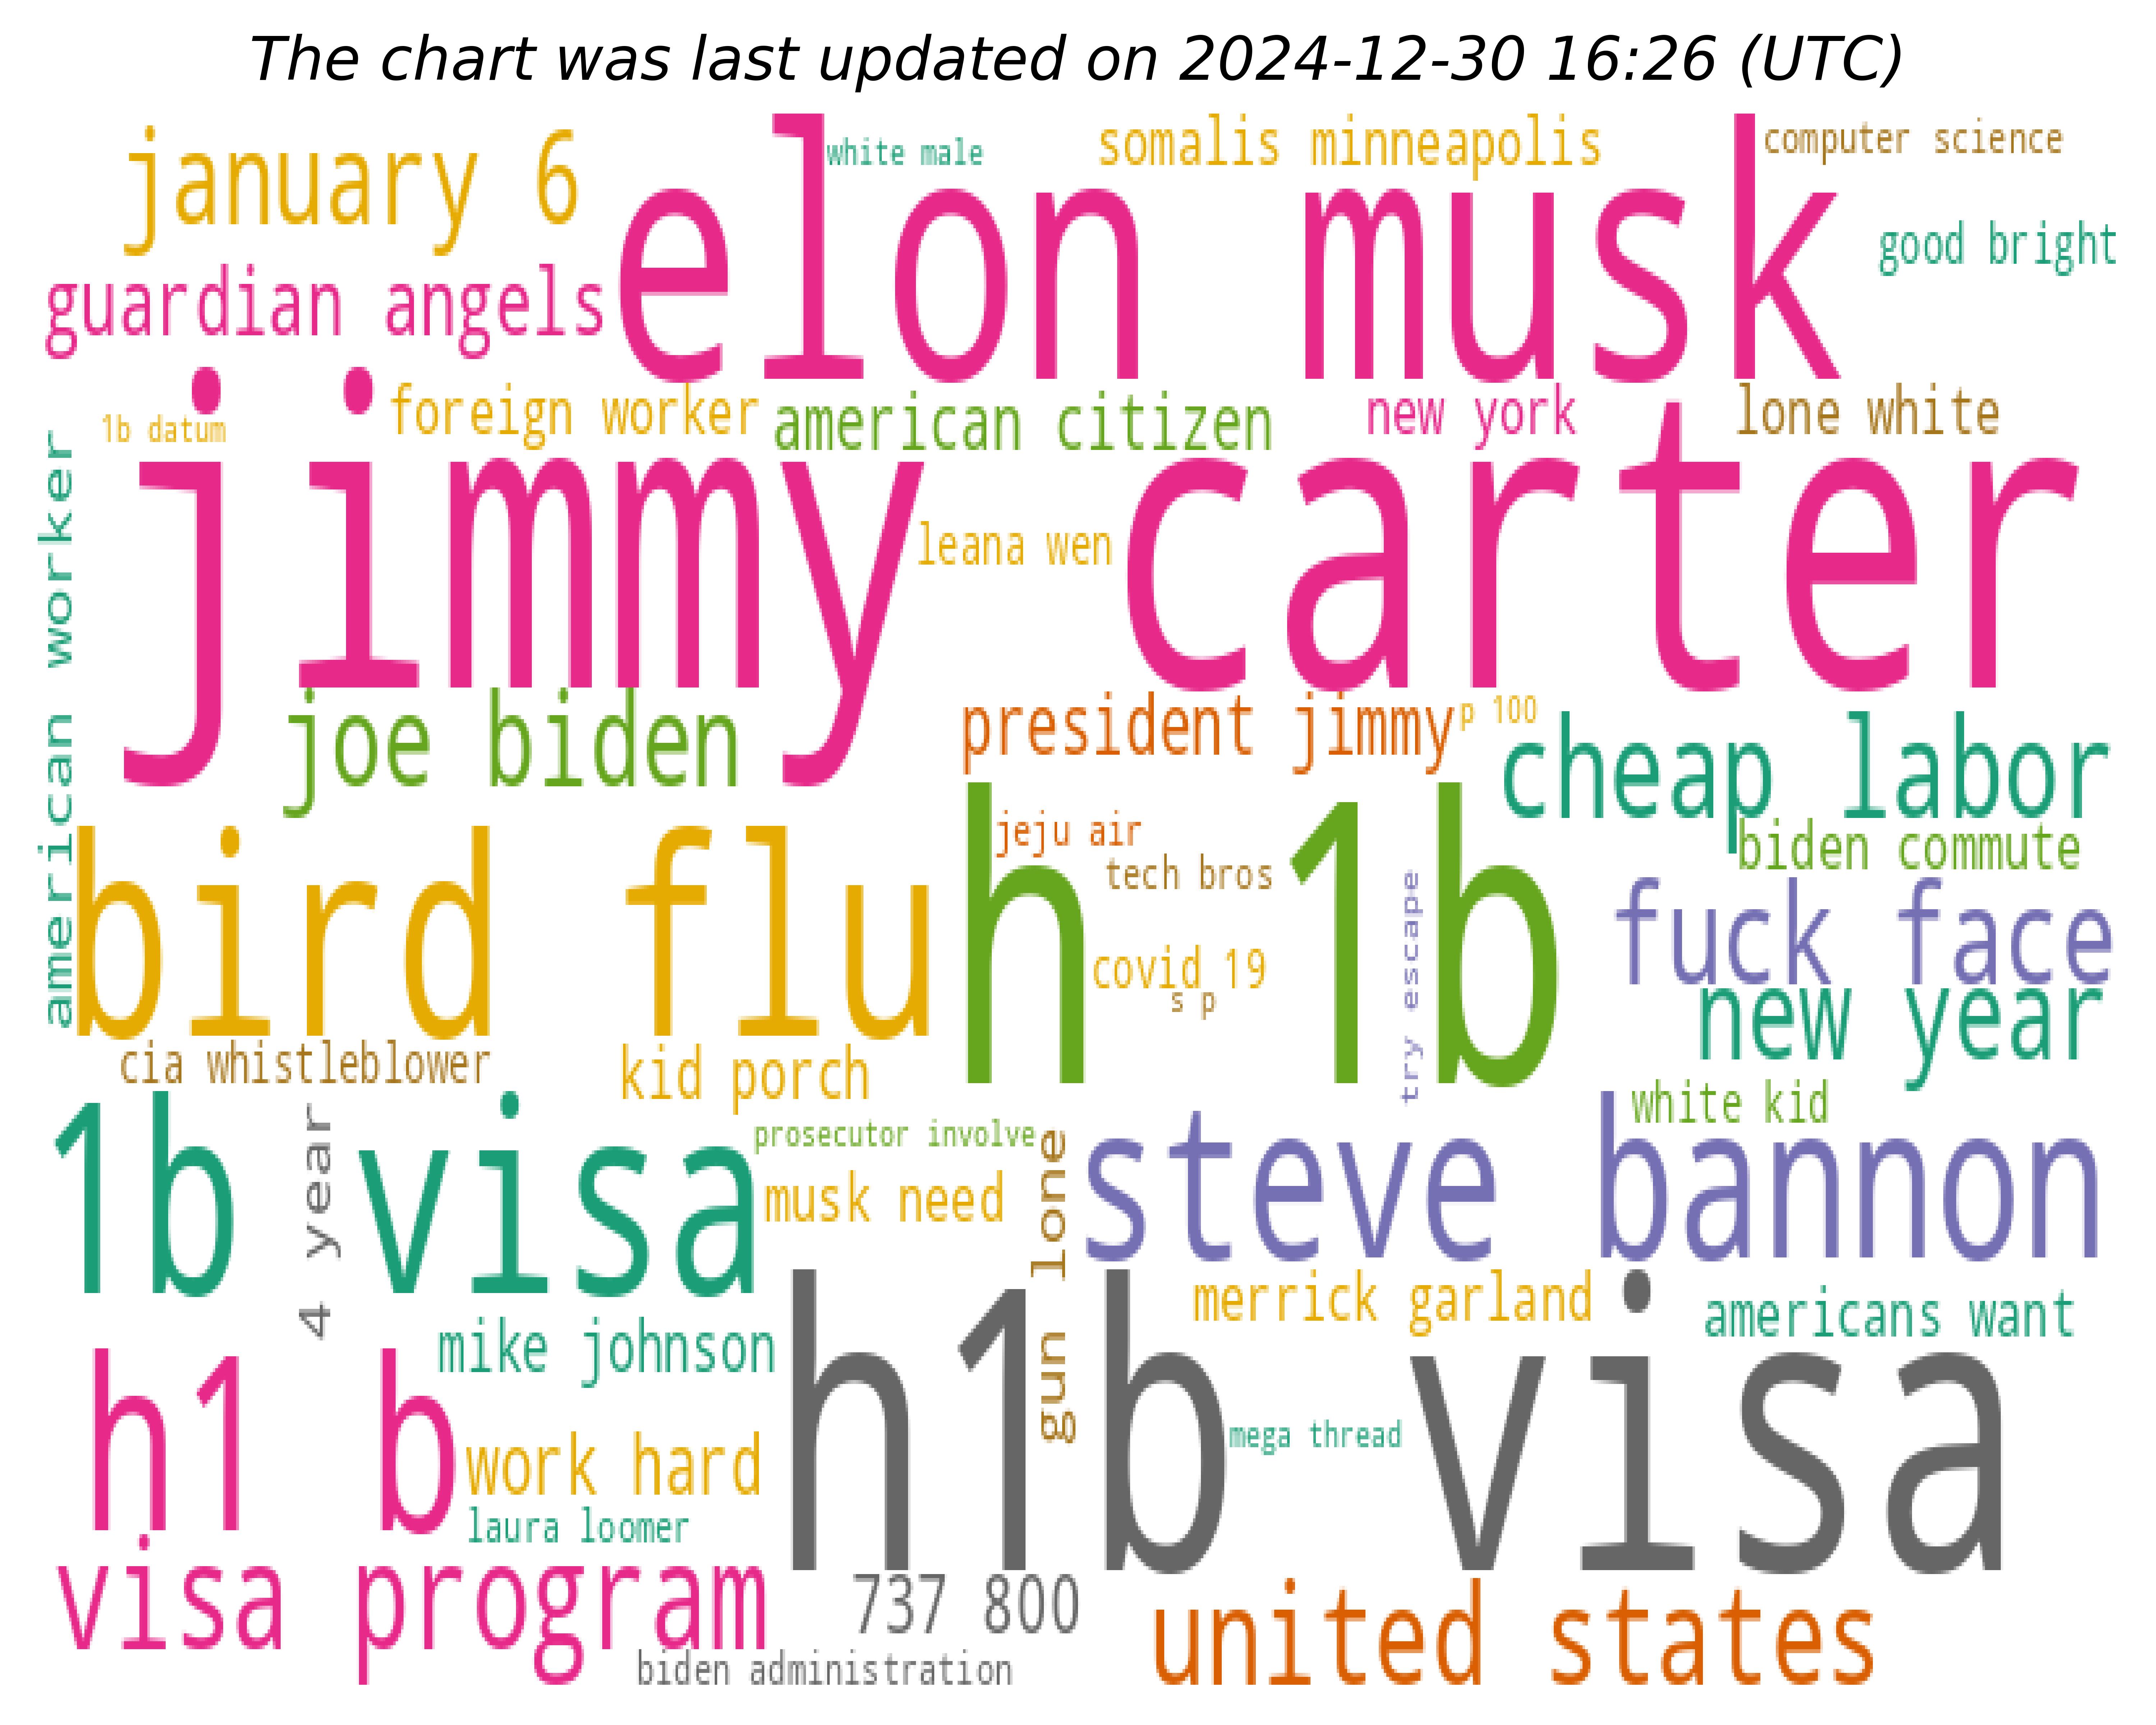 The chart was last updated on 2024-12-30 16:26 (UTC)
january 6
white male
somalis minneapolis
computer science
elon musk
good bright
guardian angels
1b datum
foreign worker
american citizen
new york
lone white
jimmy carter
american worker
leana wen
joe biden
president jimmy
p 100
cheap labor
bird flu
h 1b
jeju air
tech bros
biden commute
try escape
fuck face
covid 19
s p
new year
cia whistleblower
kid porch
white kid
1b visa
4 year
prosecutor involve
musk need
gun lone
steve bannon
merrick garland
americans want
mike johnson
h1b visa
h1 b
work hard
mega thread
laura loomer
visa program
737 800
united states
biden administration